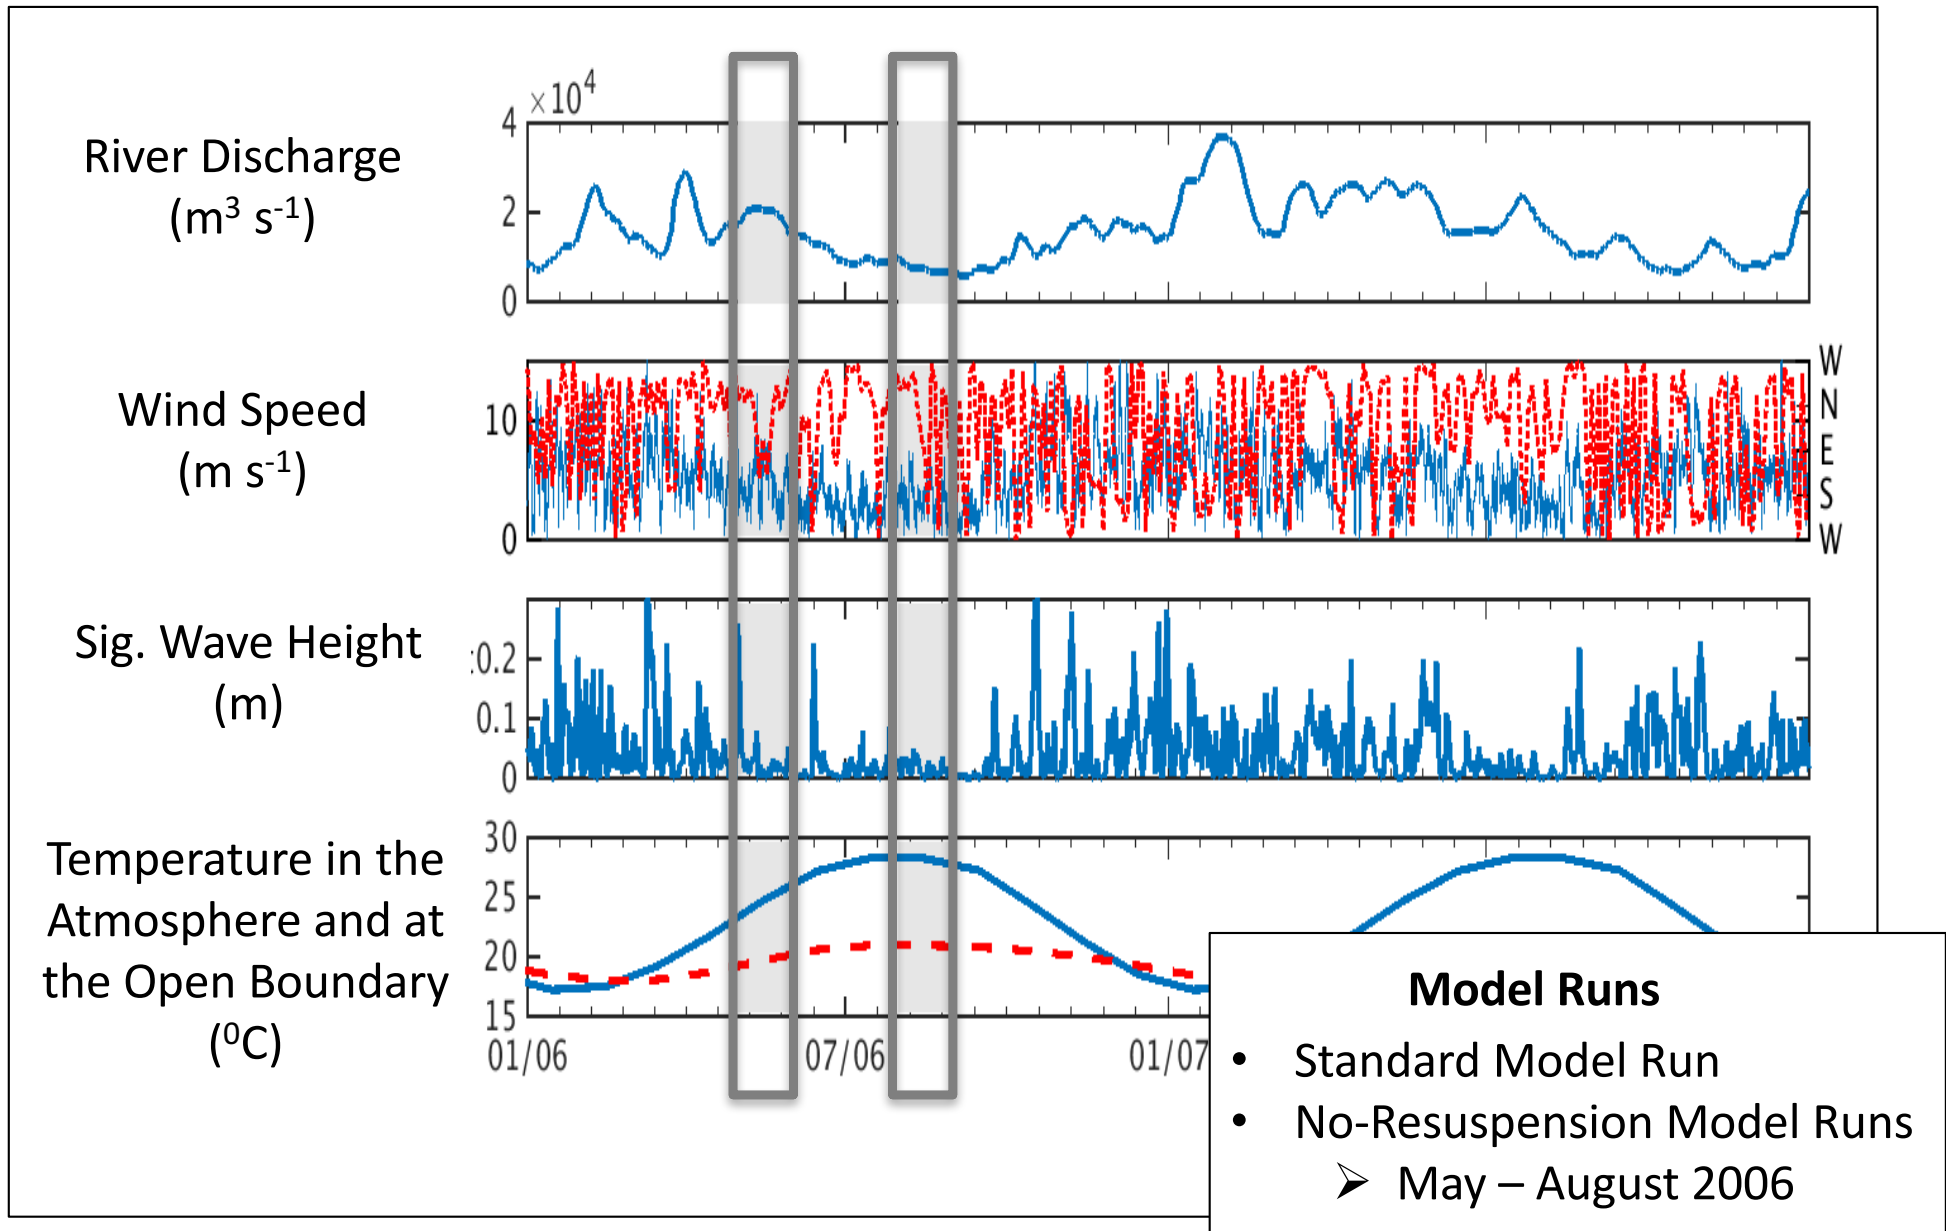 River Discharge
(m³ s⁻¹)
×10⁴
4
2
0
Wind Speed
(m s⁻¹)
10
0
W
N
E
S
W
Sig. Wave Height
(m)
0.2
0.1
0
Temperature in the
Atmosphere and at
the Open Boundary
(⁰C)
30
25
20
15
01/06
07/06
01/07
Model Runs
• Standard Model Run
• No-Resuspension Model Runs
➢ May – August 2006